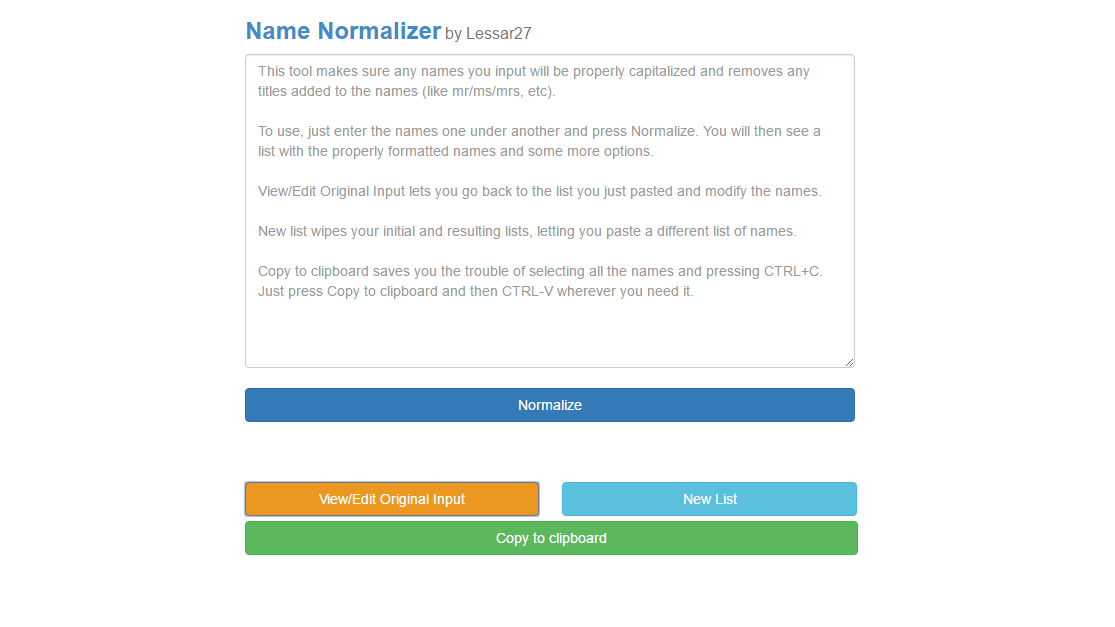 Name Normalizer by Lessar27
This tool makes sure any names you input will be properly capitalized and removes any
titles added to the names (like mr/ms/mrs, etc).
To use, just enter the names one under another and press Normalize. You will then see a
list with the properly formatted names and some more options.
View/Edit Original Input lets you go back to the list you just pasted and modify the names.
New list wipes your initial and resulting lists, letting you paste a different list of names.
Copy to clipboard saves you the trouble of selecting all the names and pressing CTRL+C.
Just press Copy to clipboard and then CTRL-V wherever you need it.
Normalize
View/Edit Original Input
New List
Copy to clipboard